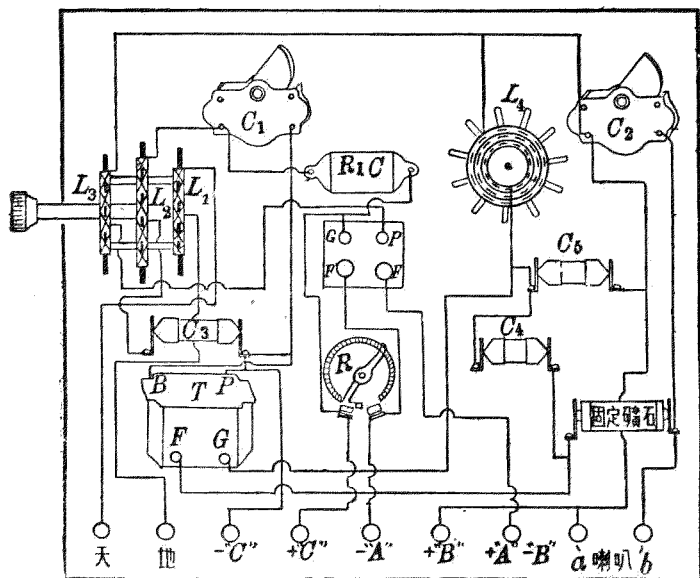 C₁
L₄
C₂
L₃ L₂ L₁
R₁C
G P
F F
C₅
C₃
R
C₄
B T P
F G
固定礦石
天 地 -"C" +"C" -"A" +"B" +"A"-"B" a 喇叭 b